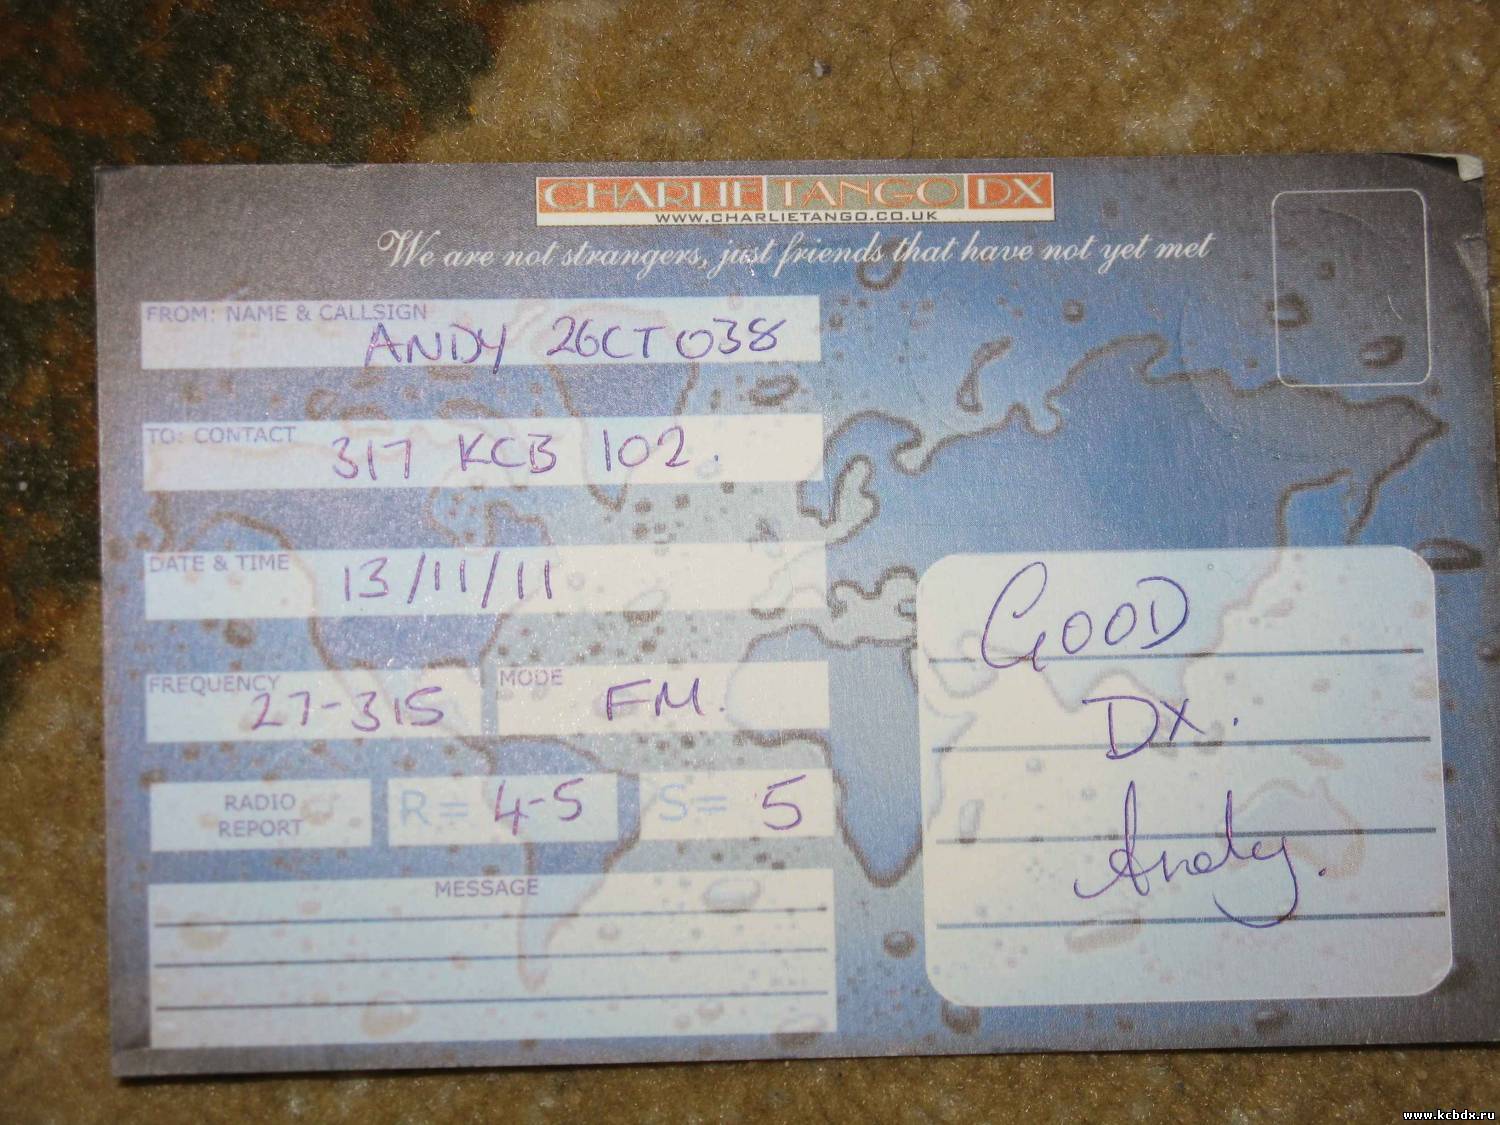 CHARLIE TANGO DX
WWW.CHARLIETANGO.CO.UK
We are not strangers, just friends that have not yet met
FROM: NAME & CALLSIGN
ANDY 26CT038
TO: CONTACT
317 KCB 102.
DATE & TIME
13/11/11
FREQUENCY
27-315
MODE
FM.
RADIO
REPORT
R= 4-5
S= 5
MESSAGE
GOOD
DX.
Andy.
www.kcbdx.ru